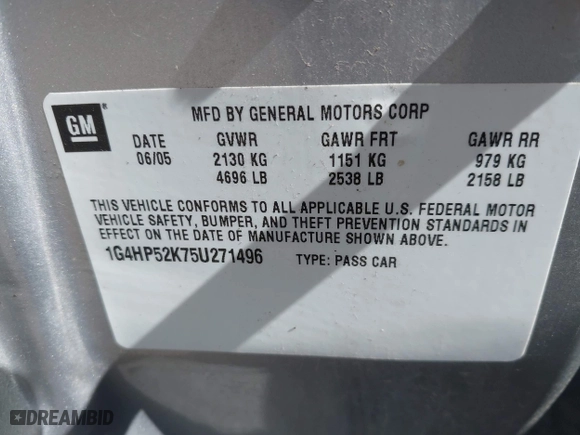 GM ®
MFD BY GENERAL MOTORS CORP
DATE GVWR GAWR FRT GAWR RR
06/05 2130 KG 1151 KG 979 KG
4696 LB 2538 LB 2158 LB
THIS VEHICLE CONFORMS TO ALL APPLICABLE U.S. FEDERAL MOTOR
VEHICLE SAFETY, BUMPER, AND THEFT PREVENTION STANDARDS IN
EFFECT ON THE DATE OF MANUFACTURE SHOWN ABOVE.
1G4HP52K75U271496 TYPE: PASS CAR
DREAMBID